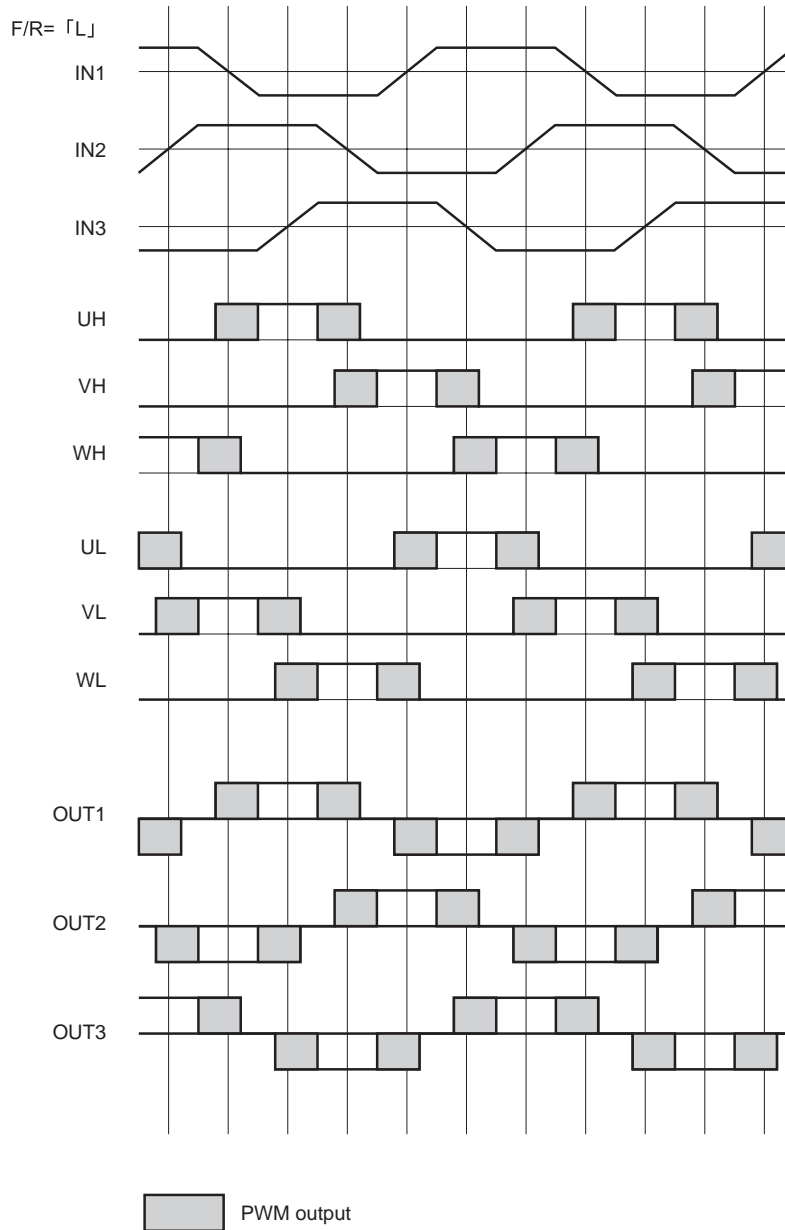 F/R=「L」
IN1
IN2
IN3
UH
VH
WH
UL
VL
WL
OUT1
OUT2
OUT3
PWM output